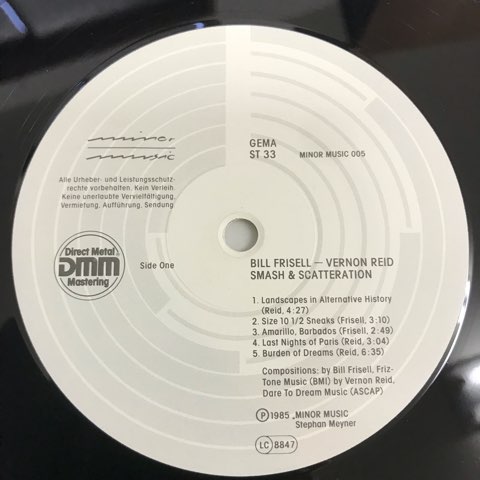 minor
music
GEMA
ST 33
MINOR MUSIC 005
Alle Urheber- und Leistungsschutz-
rechte vorbehalten. Kein Verleih.
Keine unerlaubte Vervielfältigung,
Vermietung, Aufführung, Sendung
Direct Metal
DMM
Mastering
Side One
BILL FRISELL — VERNON REID
SMASH & SCATTERATION
1. Landscapes in Alternative History
(Reid, 4:27)
2. Size 10 1/2 Sneaks (Frisell, 3:10)
3. Amarillo, Barbados (Frisell, 2:49)
4. Last Nights of Paris (Reid, 3:04)
5. Burden of Dreams (Reid, 6:35)
Compositions: by Bill Frisell, Friz-
Tone Music (BMI) by Vernon Reid,
Dare To Dream Music (ASCAP)
Ⓟ 1985 „MINOR MUSIC
Stephan Meyner
LC 8847